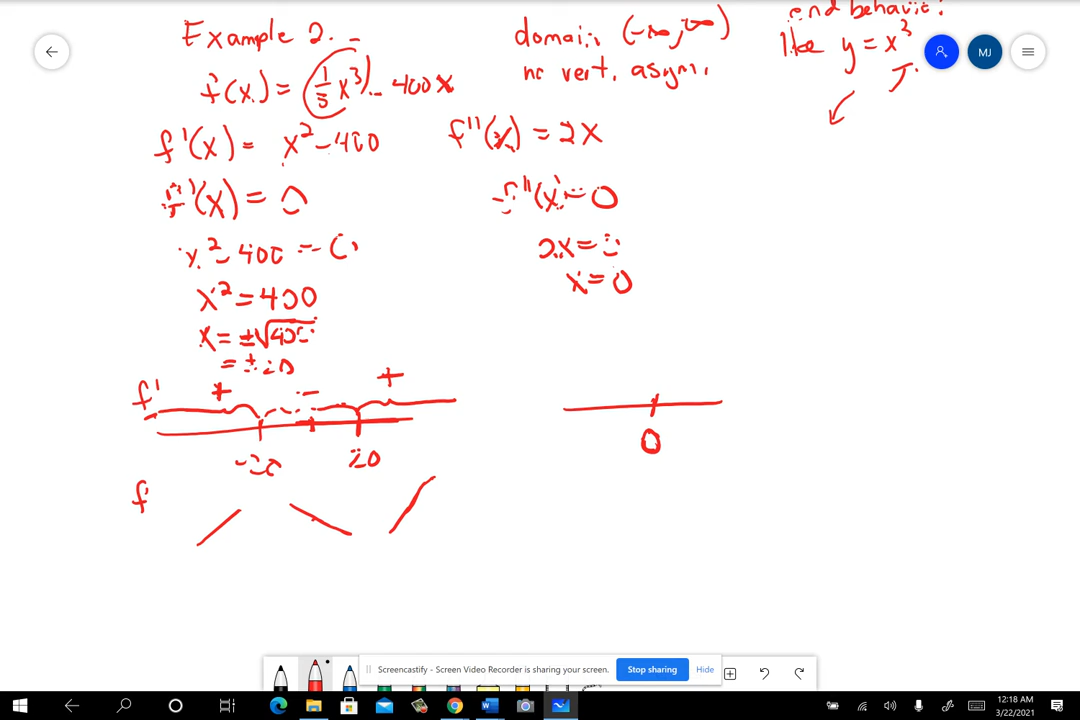 Example 2.
domain (-∞, ∞)
no vert. asym.
end behavior:
like y = x³
f(x) = (1/3 x³) - 400x
f'(x) = x² - 400
f''(x) = 2x
f'(x) = 0
f''(x) = 0
x² - 400 = 0
2x = 0
x² = 400
x = 0
x = ±√400
= ±20
f' + - +
-20 20
0
f
MJ
Screencastify - Screen Video Recorder is sharing your screen.
Stop sharing
Hide
12:18 AM
3/22/2021